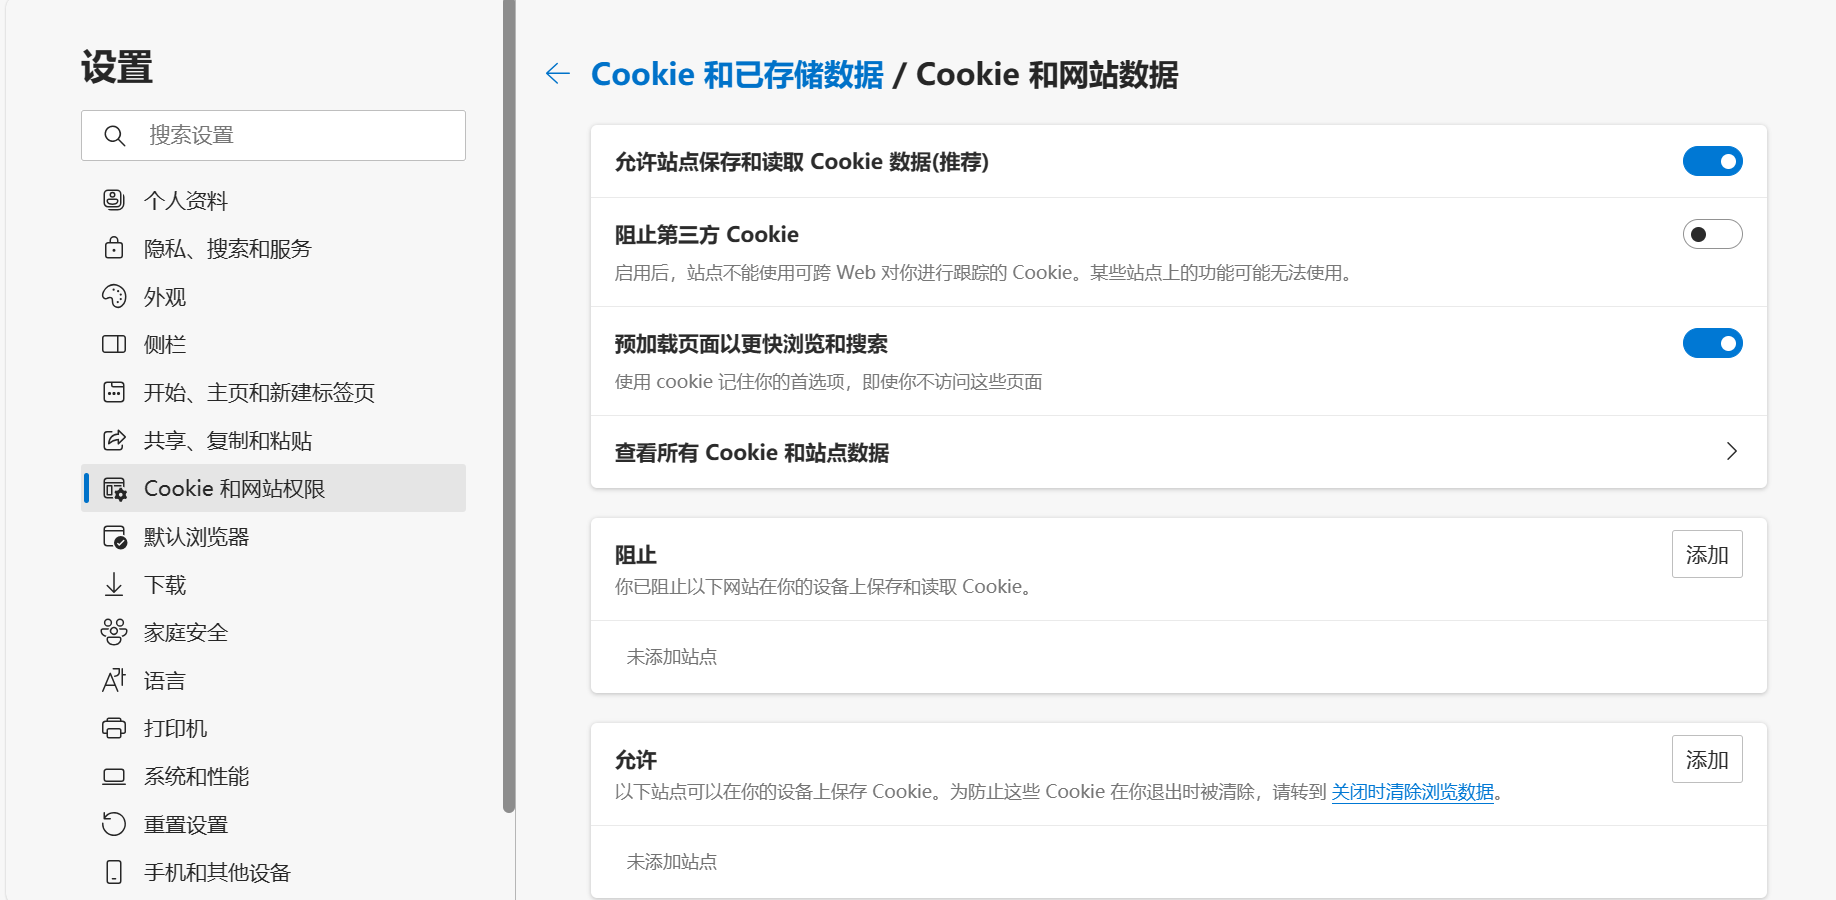 设置
搜索设置
个人资料
隐私、搜索和服务
外观
侧栏
开始、主页和新建标签页
共享、复制和粘贴
Cookie 和网站权限
默认浏览器
下载
家庭安全
语言
打印机
系统和性能
重置设置
手机和其他设备
Cookie 和已存储数据 / Cookie 和网站数据
允许站点保存和读取 Cookie 数据(推荐)
阻止第三方 Cookie
启用后，站点不能使用可跨 Web 对你进行跟踪的 Cookie。某些站点上的功能可能无法使用。
预加载页面以更快浏览和搜索
使用 cookie 记住你的首选项，即使你不访问这些页面
查看所有 Cookie 和站点数据
阻止
添加
你已阻止以下网站在你的设备上保存和读取 Cookie。
未添加站点
允许
添加
以下站点可以在你的设备上保存 Cookie。为防止这些 Cookie 在你退出时被清除，请转到 关闭时清除浏览数据。
未添加站点